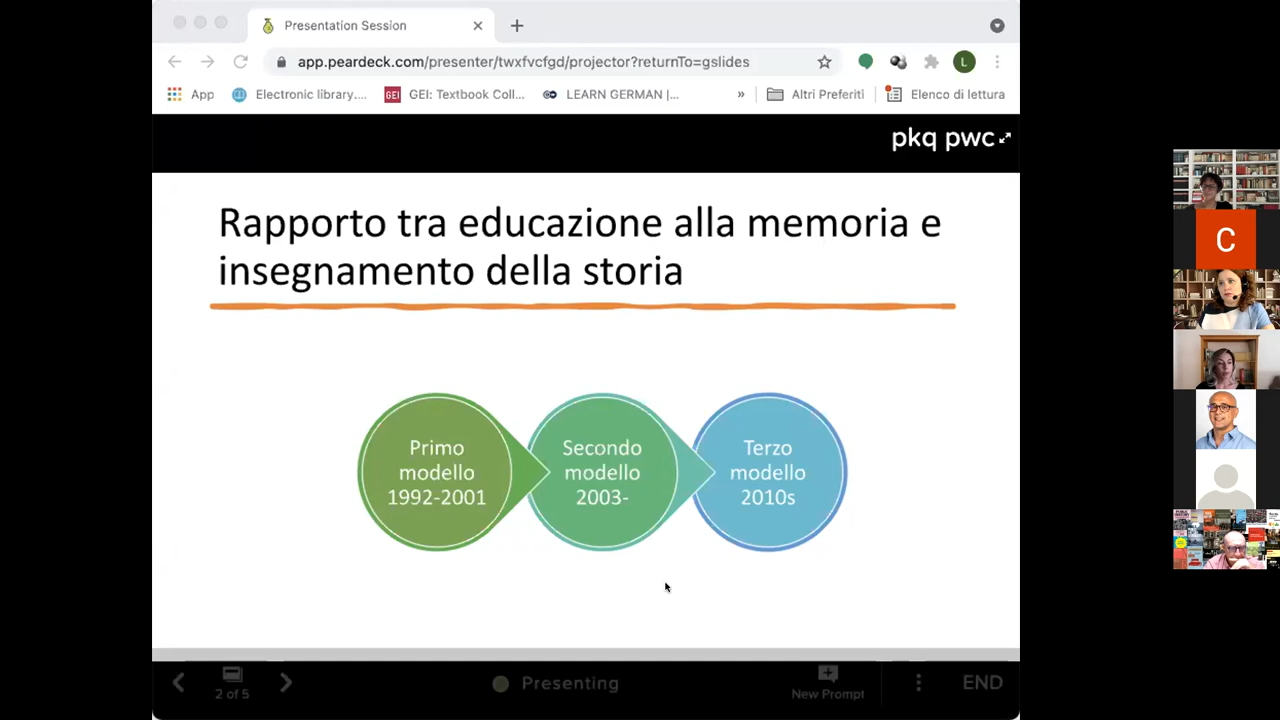 Presentation Session
app.peardeck.com/presenter/twxfvcfgd/projector?returnTo=gslides
L
App
Electronic library....
GEI
GEI: Textbook Coll...
LEARN GERMAN |...
»
Altri Preferiti
Elenco di lettura
pkq pwc
Rapporto tra educazione alla memoria e
insegnamento della storia
Primo
modello
1992-2001
Secondo
modello
2003-
Terzo
modello
2010s
2 of 5
Presenting
New Prompt
END
C